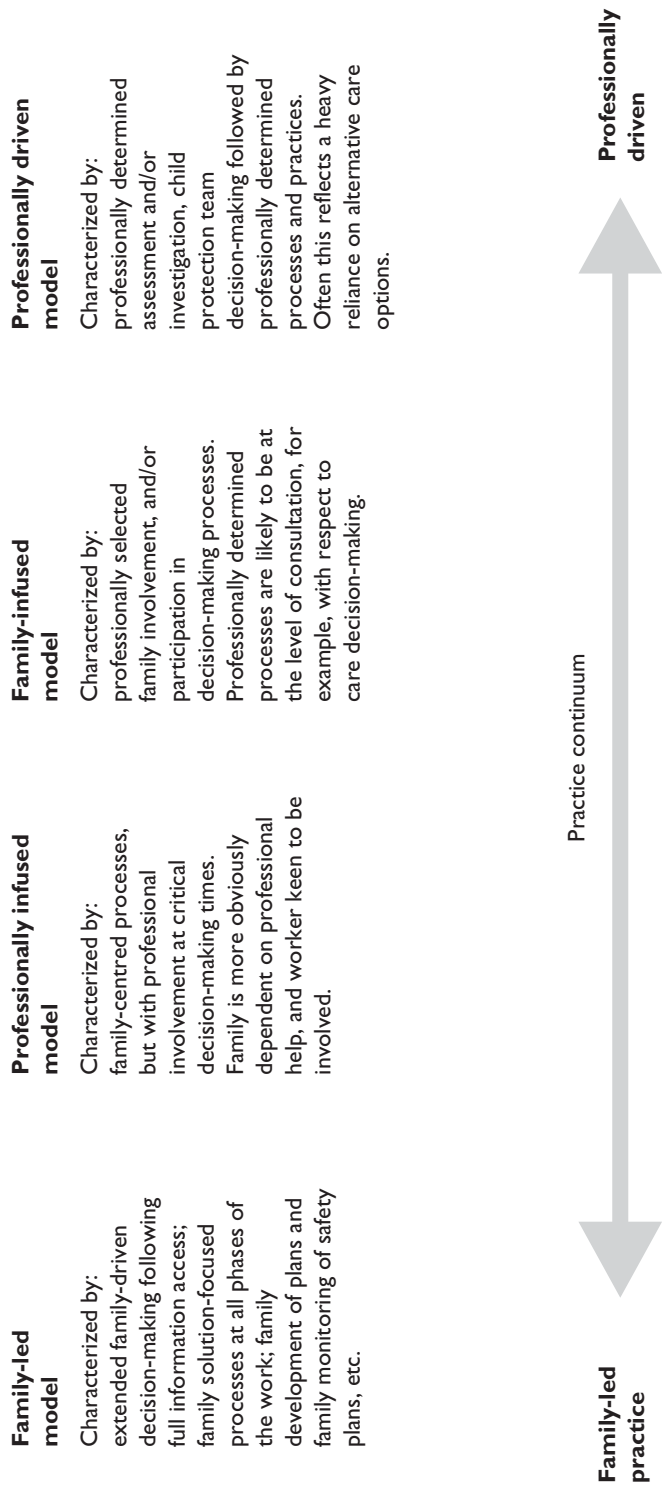 Family-led
model
Characterized by:
extended family-driven
decision-making following
full information access;
family solution-focused
processes at all phases of
the work; family
development of plans and
family monitoring of safety
plans, etc.
Professionally infused
model
Characterized by:
family-centred processes,
but with professional
involvement at critical
decision-making times.
Family is more obviously
dependent on professional
help, and worker keen to be
involved.
Family-infused
model
Characterized by:
professionally selected
family involvement, and/or
participation in
decision-making processes.
Professionally determined
processes are likely to be at
the level of consultation, for
example, with respect to
care decision-making.
Professionally driven
model
Characterized by:
professionally determined
assessment and/or
investigation, child
protection team
decision-making followed by
professionally determined
processes and practices.
Often this reflects a heavy
reliance on alternative care
options.
Practice continuum
Family-led
practice
Professionally
driven